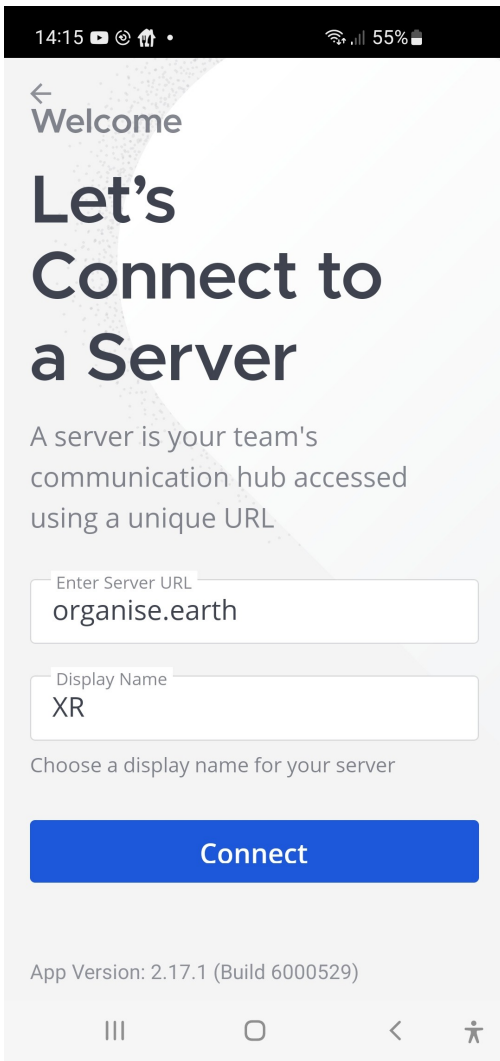 14:15 55%
Welcome
Let's
Connect to
a Server
A server is your team's
communication hub accessed
using a unique URL
Enter Server URL
organise.earth
Display Name
XR
Choose a display name for your server
Connect
App Version: 2.17.1 (Build 6000529)